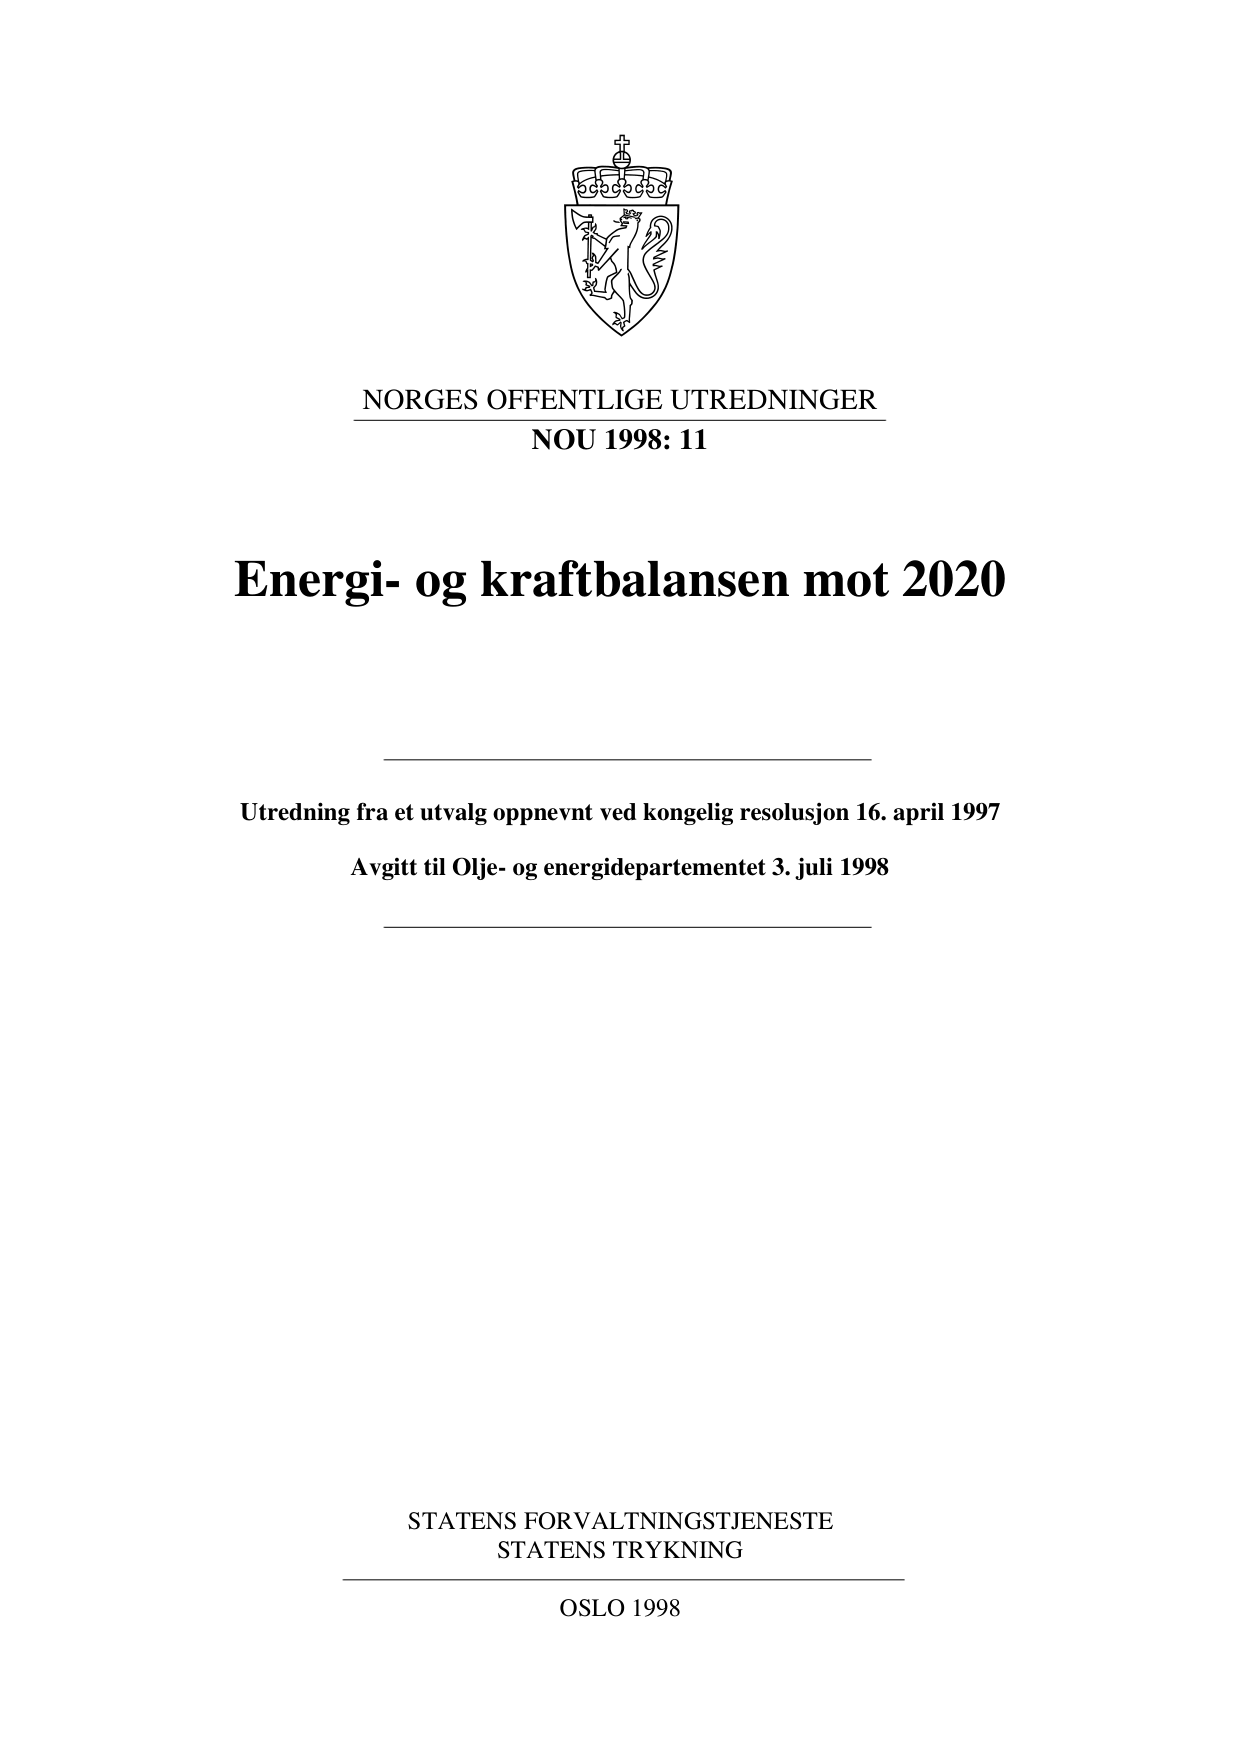 NORGES OFFENTLIGE UTREDNINGER
NOU 1998: 11
Energi- og kraftbalansen mot 2020
Utredning fra et utvalg oppnevnt ved kongelig resolusjon 16. april 1997
Avgitt til Olje- og energidepartementet 3. juli 1998
STATENS FORVALTNINGSTJENESTE
STATENS TRYKNING
OSLO 1998